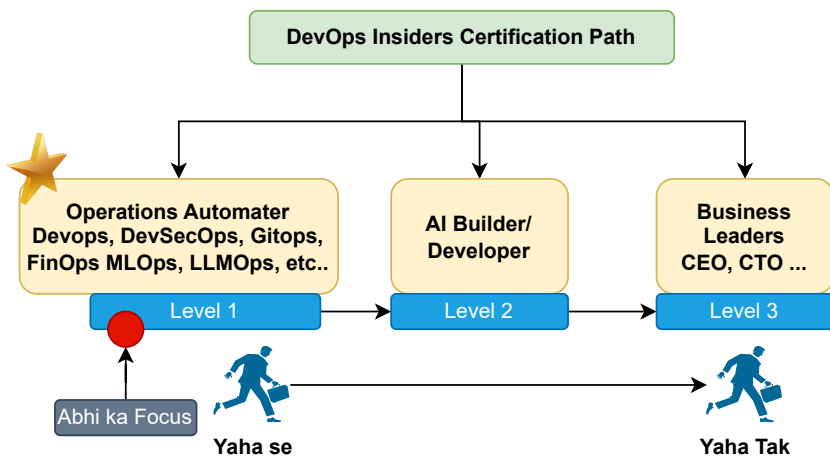 DevOps Insiders Certification Path
Operations Automater
Devops, DevSecOps, Gitops,
FinOps MLOps, LLMOps, etc..
AI Builder/
Developer
Business
Leaders
CEO, CTO ...
Level 1
Level 2
Level 3
Abhi ka Focus
Yaha se
Yaha Tak